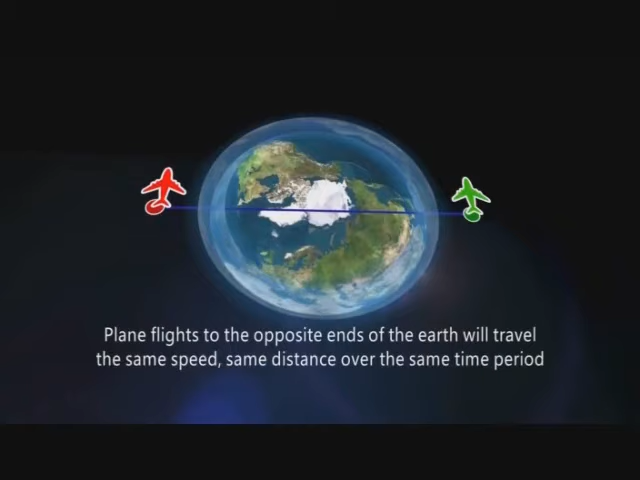 Plane flights to the opposite ends of the earth will travel
the same speed, same distance over the same time period